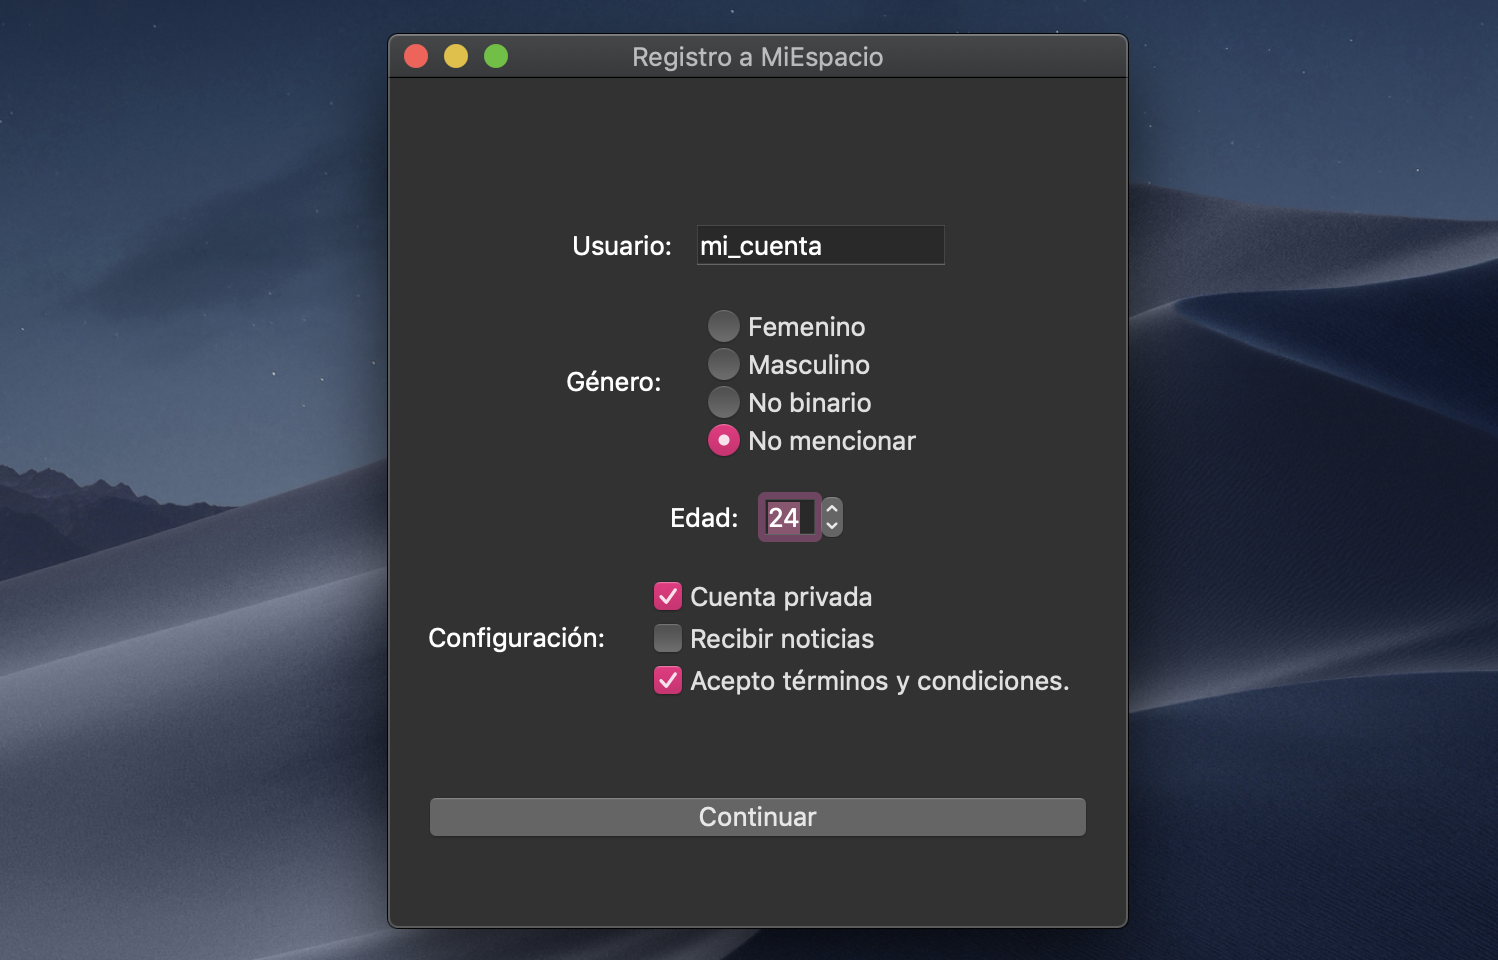 Registro a MiEspacio
Usuario: mi_cuenta
Género:
Femenino
Masculino
No binario
No mencionar
Edad: 24
Configuración:
Cuenta privada
Recibir noticias
Acepto términos y condiciones.
Continuar